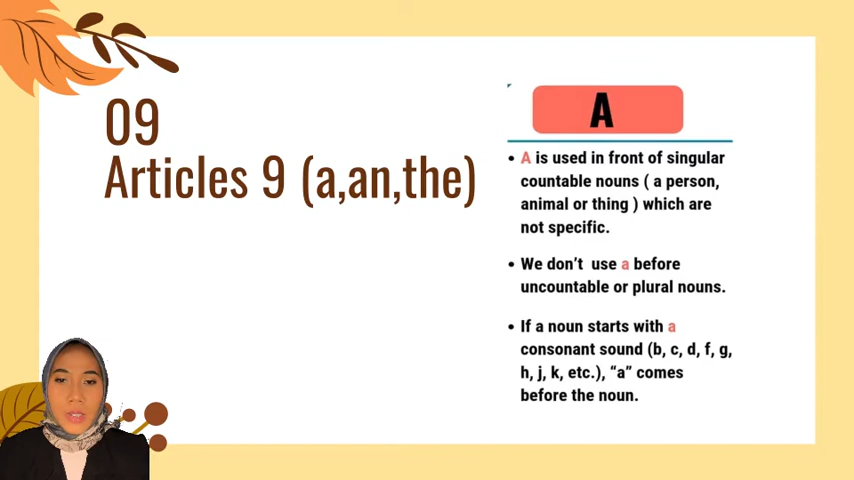 09
Articles 9 (a,an,the)
A
• A is used in front of singular
countable nouns ( a person,
animal or thing ) which are
not specific.
• We don’t use a before
uncountable or plural nouns.
• If a noun starts with a
consonant sound (b, c, d, f, g,
h, j, k, etc.), “a” comes
before the noun.